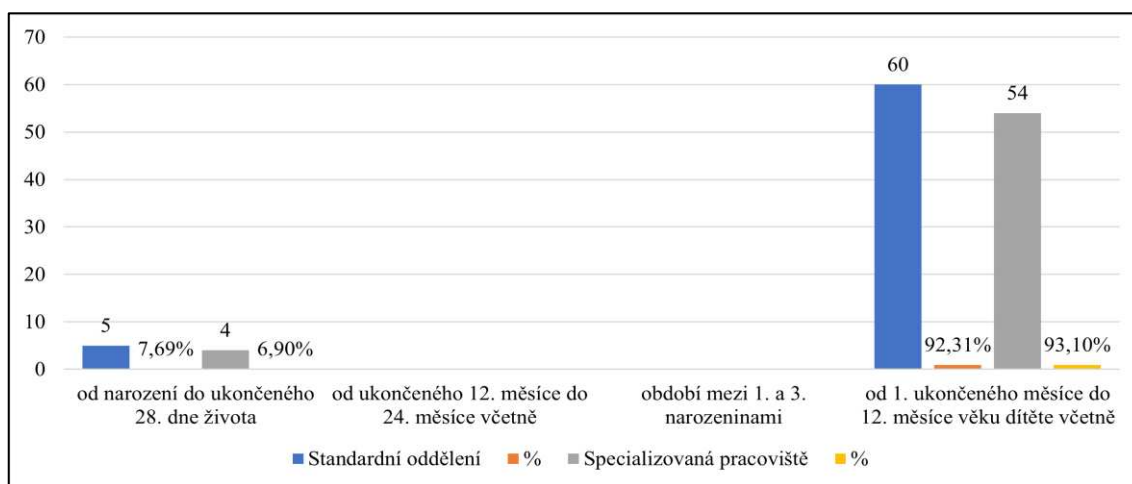 70
60
50
40
30
20
10
0
5
7,69%
4
6,90%
60
92,31%
54
93,10%
od narození do ukončeného
28. dne života
od ukončeného 12. měsíce do
24. měsíce včetně
období mezi 1. a 3.
narozeninami
od 1. ukončeného měsíce do
12. měsíce věku dítěte včetně
Standardní oddělení
%
Specializovaná pracoviště
%